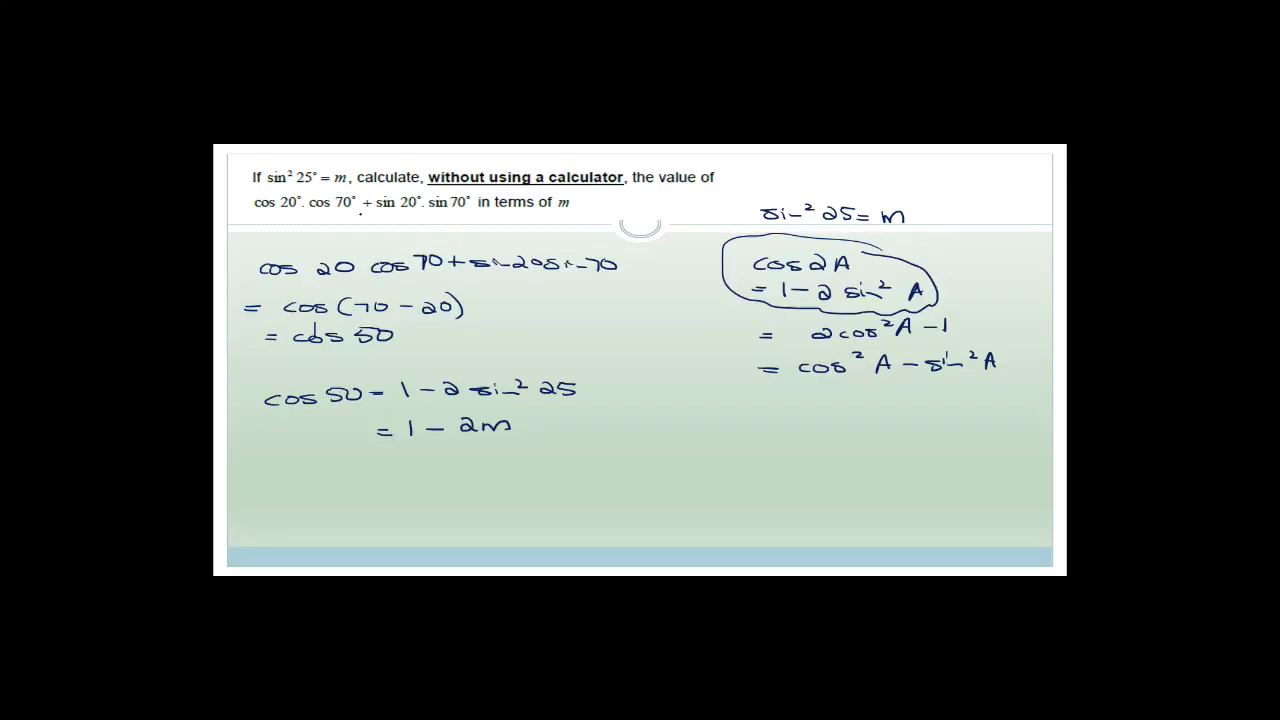 If sin² 25° = m, calculate, without using a calculator, the value of
cos 20°. cos 70° + sin 20°. sin 70° in terms of m
cos 20 cos 70 + sin 20 sin 70
= cos (70 - 20)
= cos 50
cos 50 = 1 - 2 sin² 25
= 1 - 2m
sin² 25 = m
cos 2A
= 1 - 2 sin² A
= 2cos² A - 1
= cos² A - sin² A